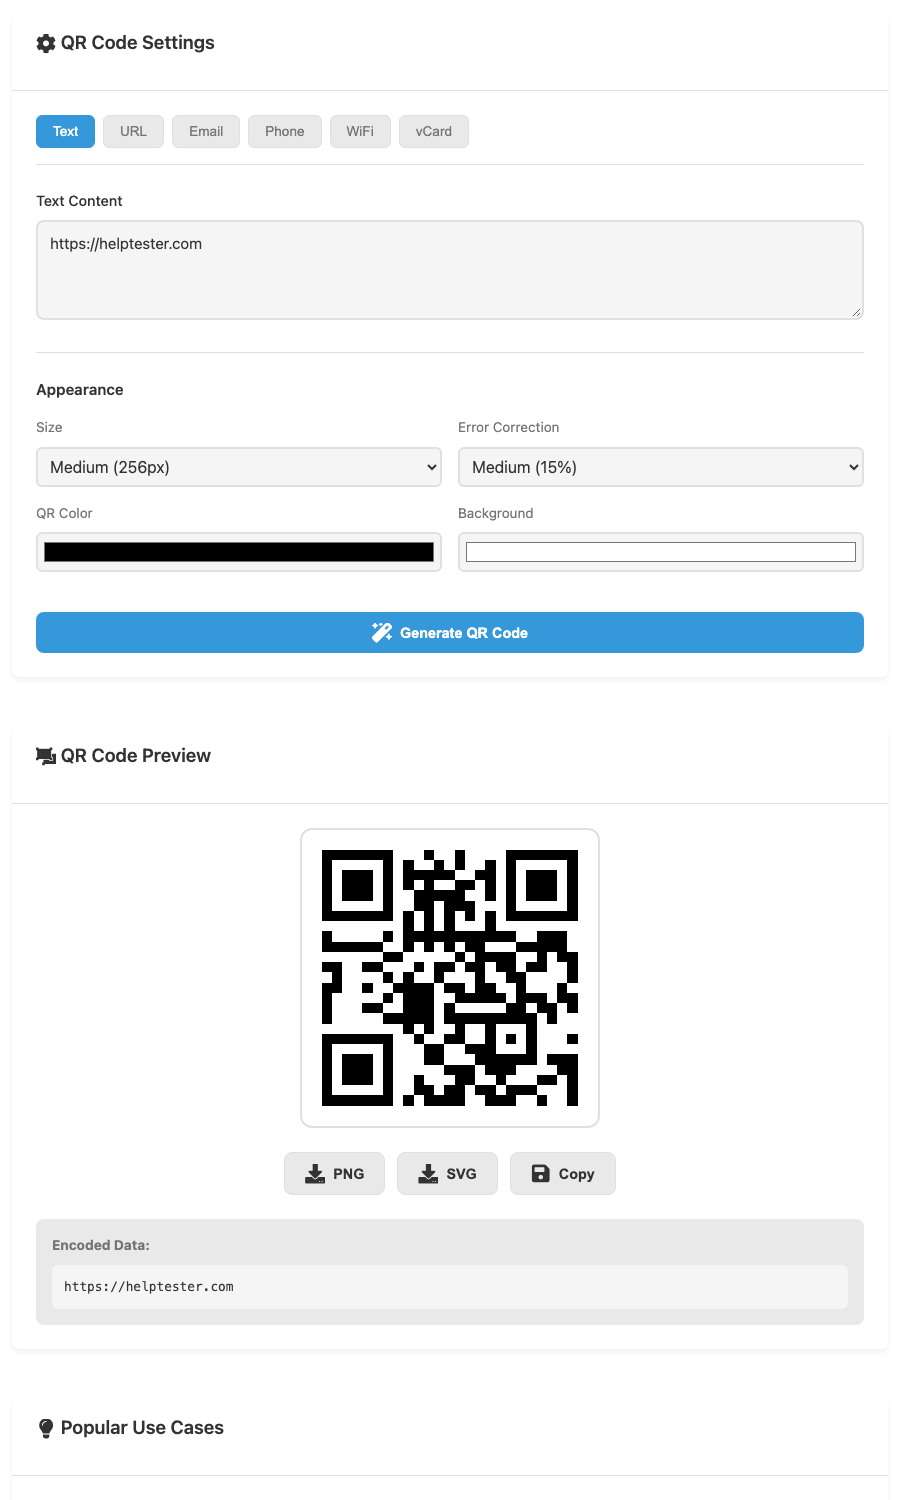 QR Code Settings
Text URL Email Phone WiFi vCard
Text Content
https://helptester.com
Appearance
Size Error Correction
Medium (256px) Medium (15%)
QR Color Background
Generate QR Code
QR Code Preview
PNG SVG Copy
Encoded Data:
https://helptester.com
Popular Use Cases